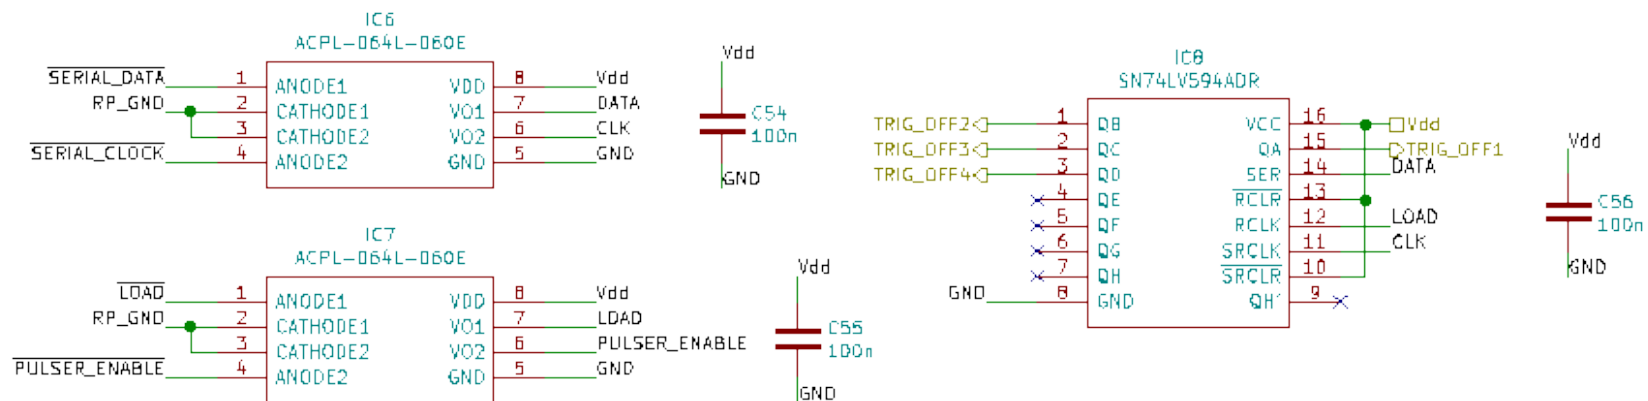 IC6
ACPL-064L-060E
SERIAL_DATA 1 ANODE1 VDD 8 Vdd
RP_GND 2 CATHODE1 VO1 7 DATA
3 CATHODE2 VO2 6 CLK
SERIAL_CLOCK 4 ANODE2 GND 5 GND
Vdd
C54
100n
GND
IC7
ACPL-064L-060E
LOAD 1 ANODE1 VDD 8 Vdd
RP_GND 2 CATHODE1 VO1 7 LOAD
3 CATHODE2 VO2 6 PULSER_ENABLE
PULSER_ENABLE 4 ANODE2 GND 5 GND
Vdd
C55
100n
GND
IC8
SN74LV594ADR
TRIG_OFF2 1 QB VCC 16 Vdd
TRIG_OFF3 2 QC QA 15 TRIG_OFF1
TRIG_OFF4 3 QD SER 14 DATA
4 QE RCLR 13
5 QF RCLK 12 LOAD
6 QG SRCLK 11 CLK
7 QH SRCLR 10
GND 8 GND QH' 9
Vdd
C56
100n
GND